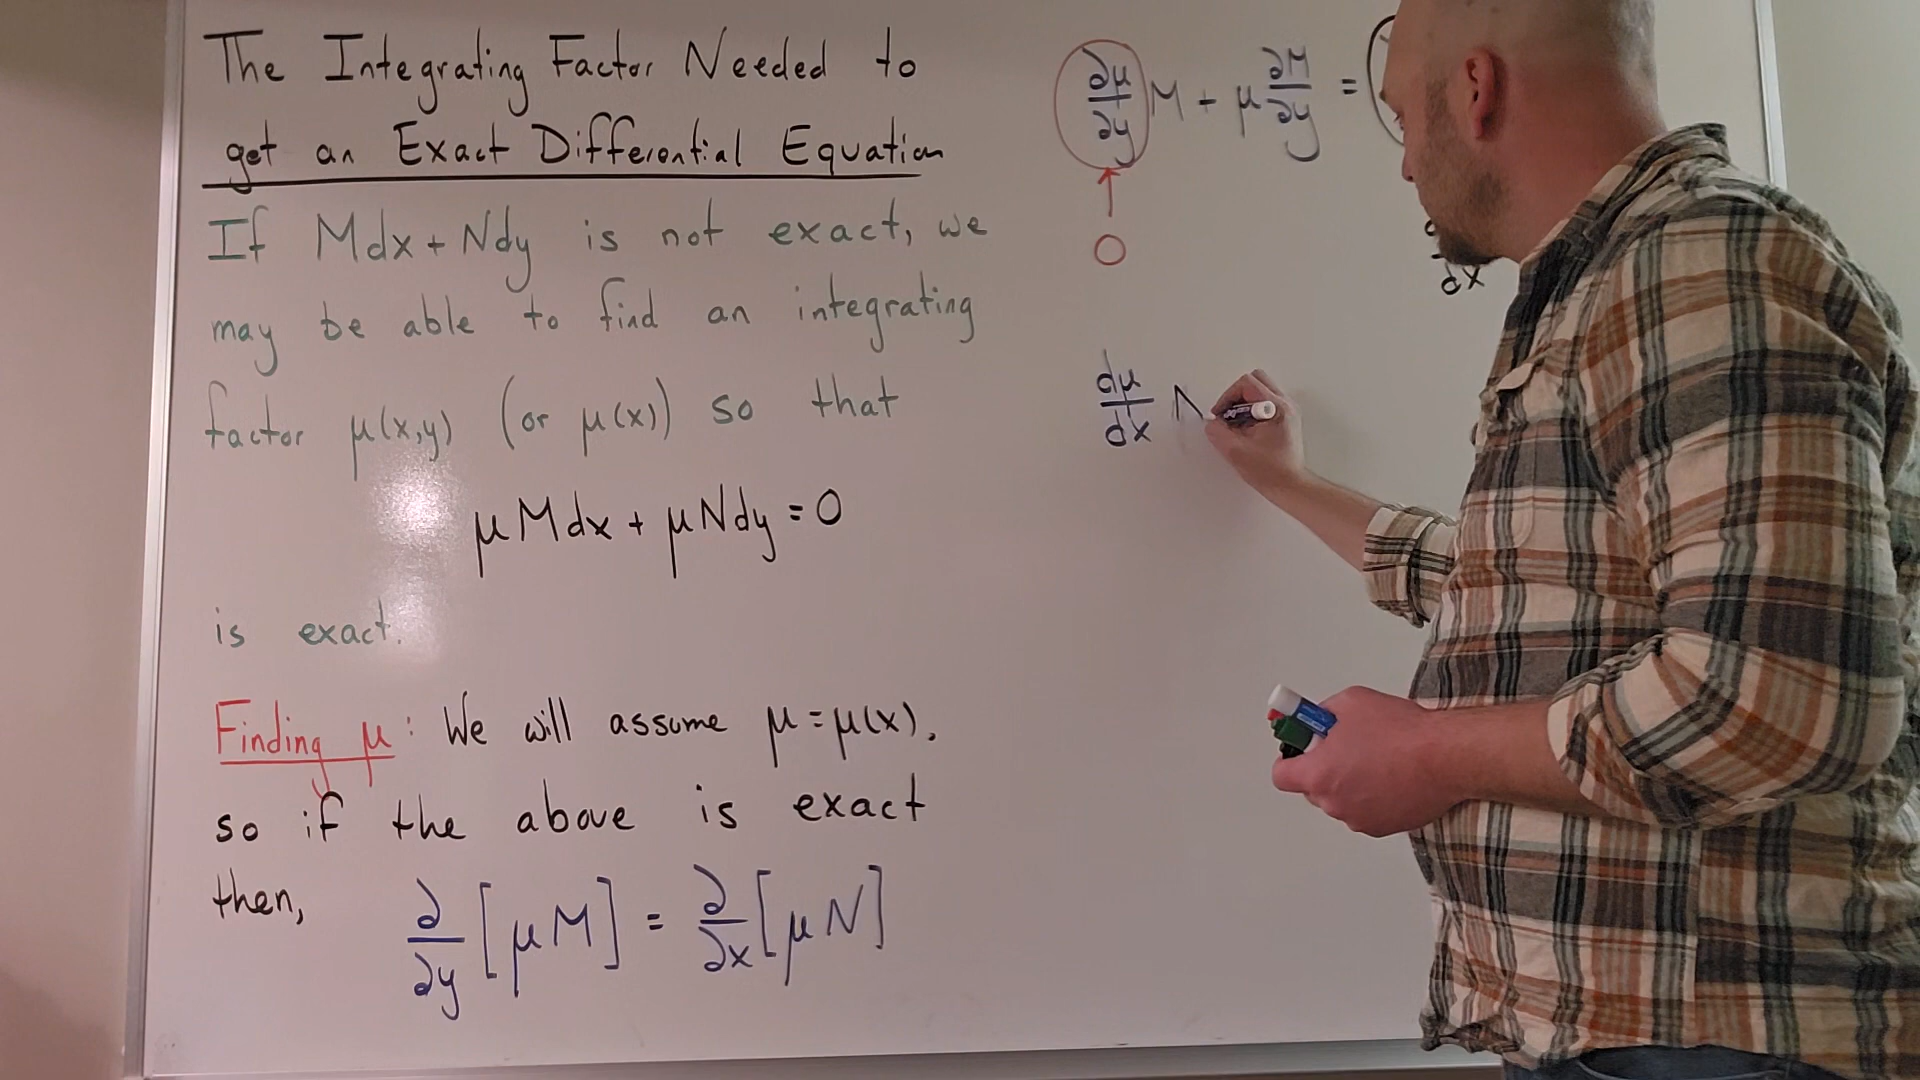 The Integrating Factor Needed to
get an Exact Differential Equation
If Mdx + Ndy is not exact, we
may be able to find an integrating
factor μ(x,y) (or μ(x)) so that
μMdx + μNdy = 0
is exact.
Finding μ: We will assume μ = μ(x).
so if the above is exact
then, ∂/∂y [μM] = ∂/∂x [μN]
∂μ/∂y M + μ ∂M/∂y =
0
dx
dμ/dx N